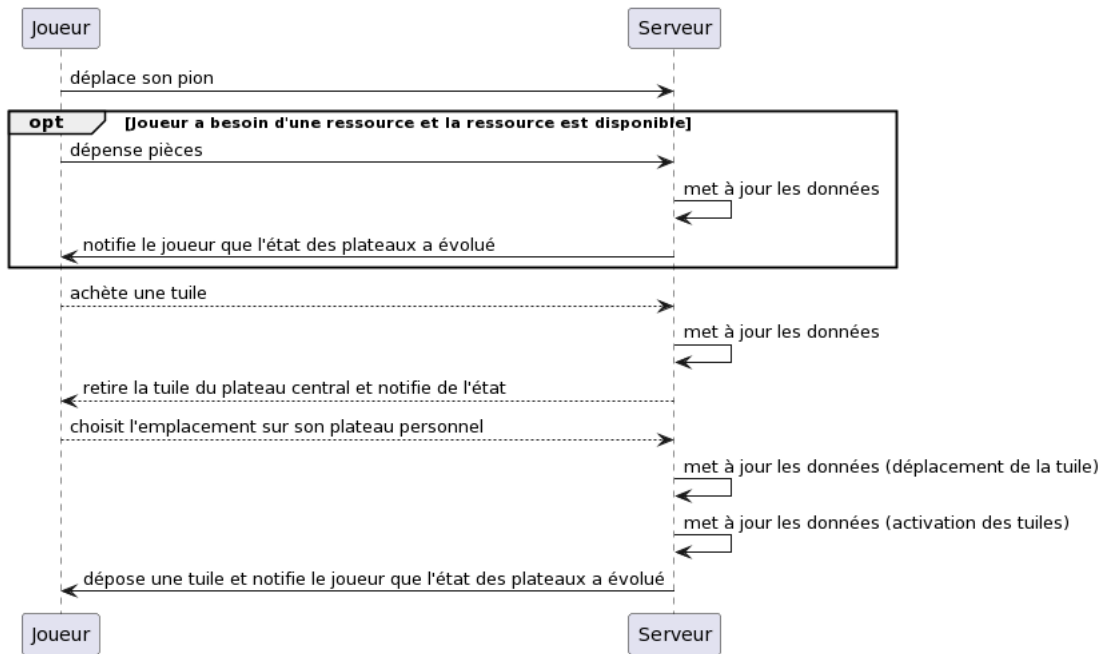 Joueur Serveur
déplace son pion
opt [Joueur a besoin d'une ressource et la ressource est disponible]
dépense pièces
met à jour les données
notifie le joueur que l'état des plateaux a évolué
achète une tuile
met à jour les données
retire la tuile du plateau central et notifie de l'état
choisit l'emplacement sur son plateau personnel
met à jour les données (déplacement de la tuile)
met à jour les données (activation des tuiles)
dépose une tuile et notifie le joueur que l'état des plateaux a évolué
Joueur Serveur